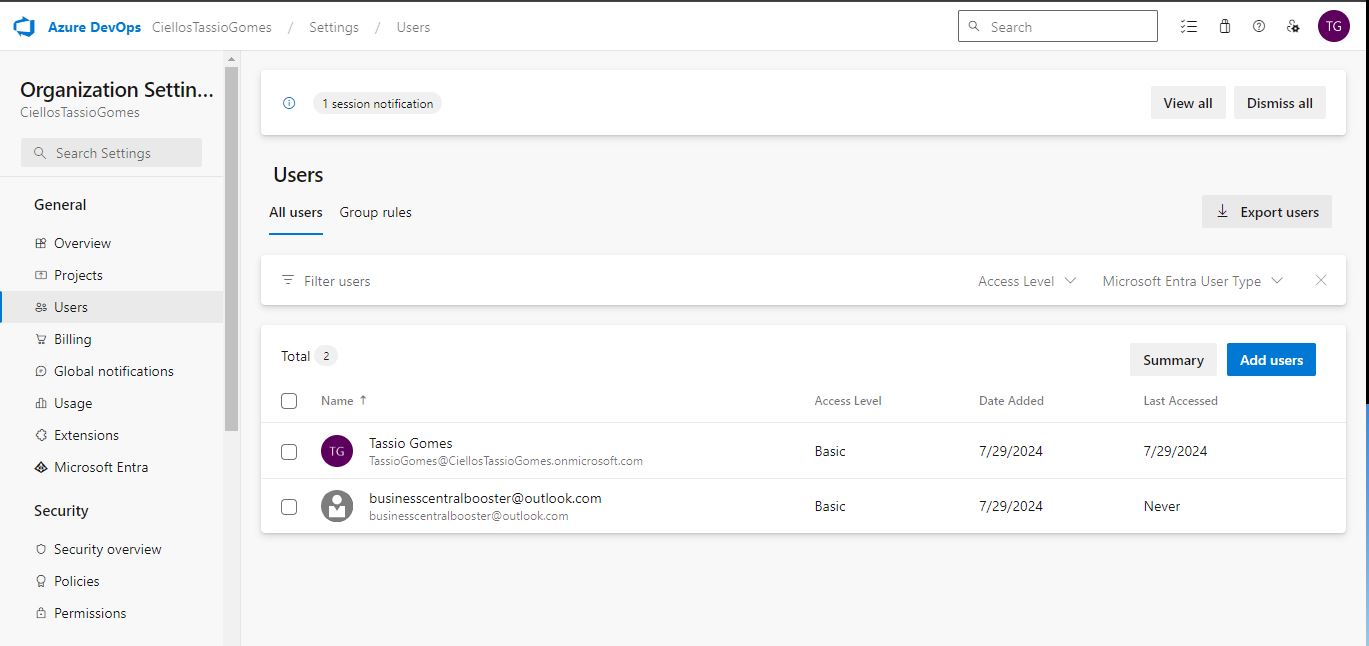 Azure DevOps CiellosTassioGomes / Settings / Users Search TG
Organization Settin...
CiellosTassioGomes
Search Settings
General
Overview
Projects
Users
Billing
Global notifications
Usage
Extensions
Microsoft Entra
Security
Security overview
Policies
Permissions
1 session notification View all Dismiss all
Users
All users Group rules Export users
Filter users Access Level Microsoft Entra User Type
Total 2 Summary Add users
Name ↑ Access Level Date Added Last Accessed
TG Tassio Gomes Basic 7/29/2024 7/29/2024
TassioGomes@CiellosTassioGomes.onmicrosoft.com
businesscentralbooster@outlook.com Basic 7/29/2024 Never
businesscentralbooster@outlook.com